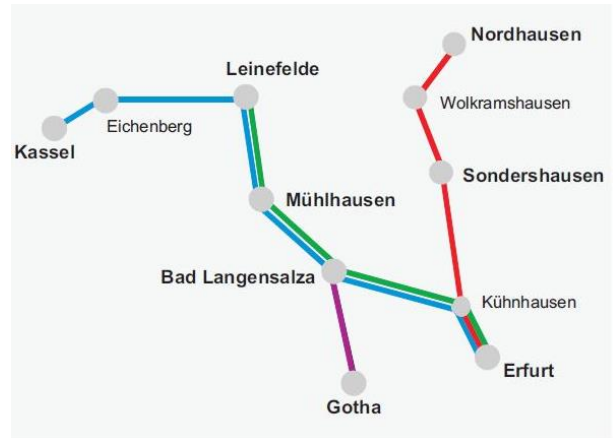 Nordhausen
Leinefelde
Wolkramshausen
Eichenberg
Kassel
Sondershausen
Mühlhausen
Bad Langensalza
Kühnhausen
Erfurt
Gotha